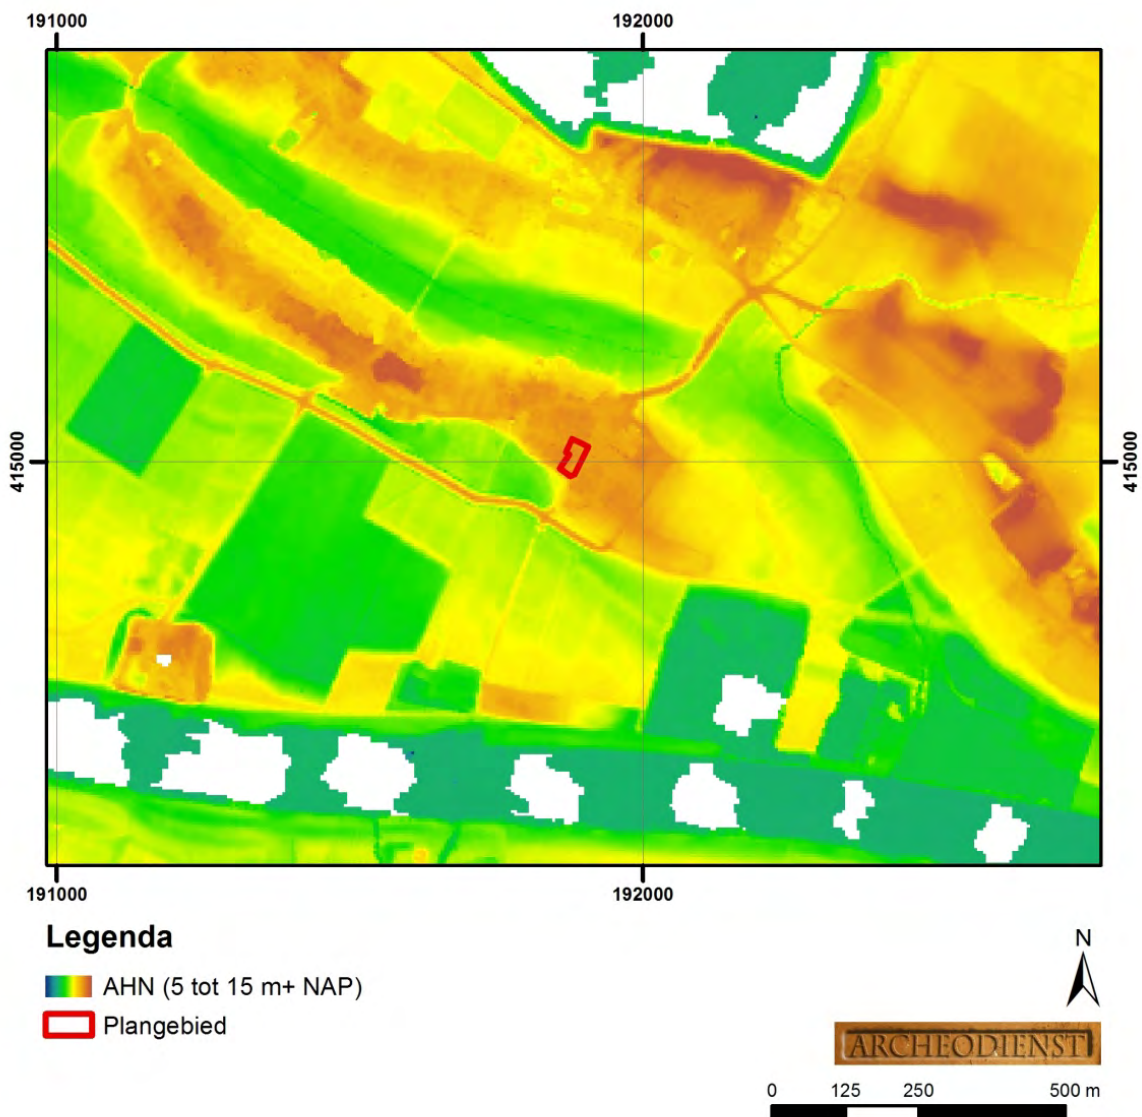 191000 192000
415000 415000
191000 192000
Legenda
AHN (5 tot 15 m+ NAP)
Plangebied
N
ARCHEODIENST
0 125 250 500 m